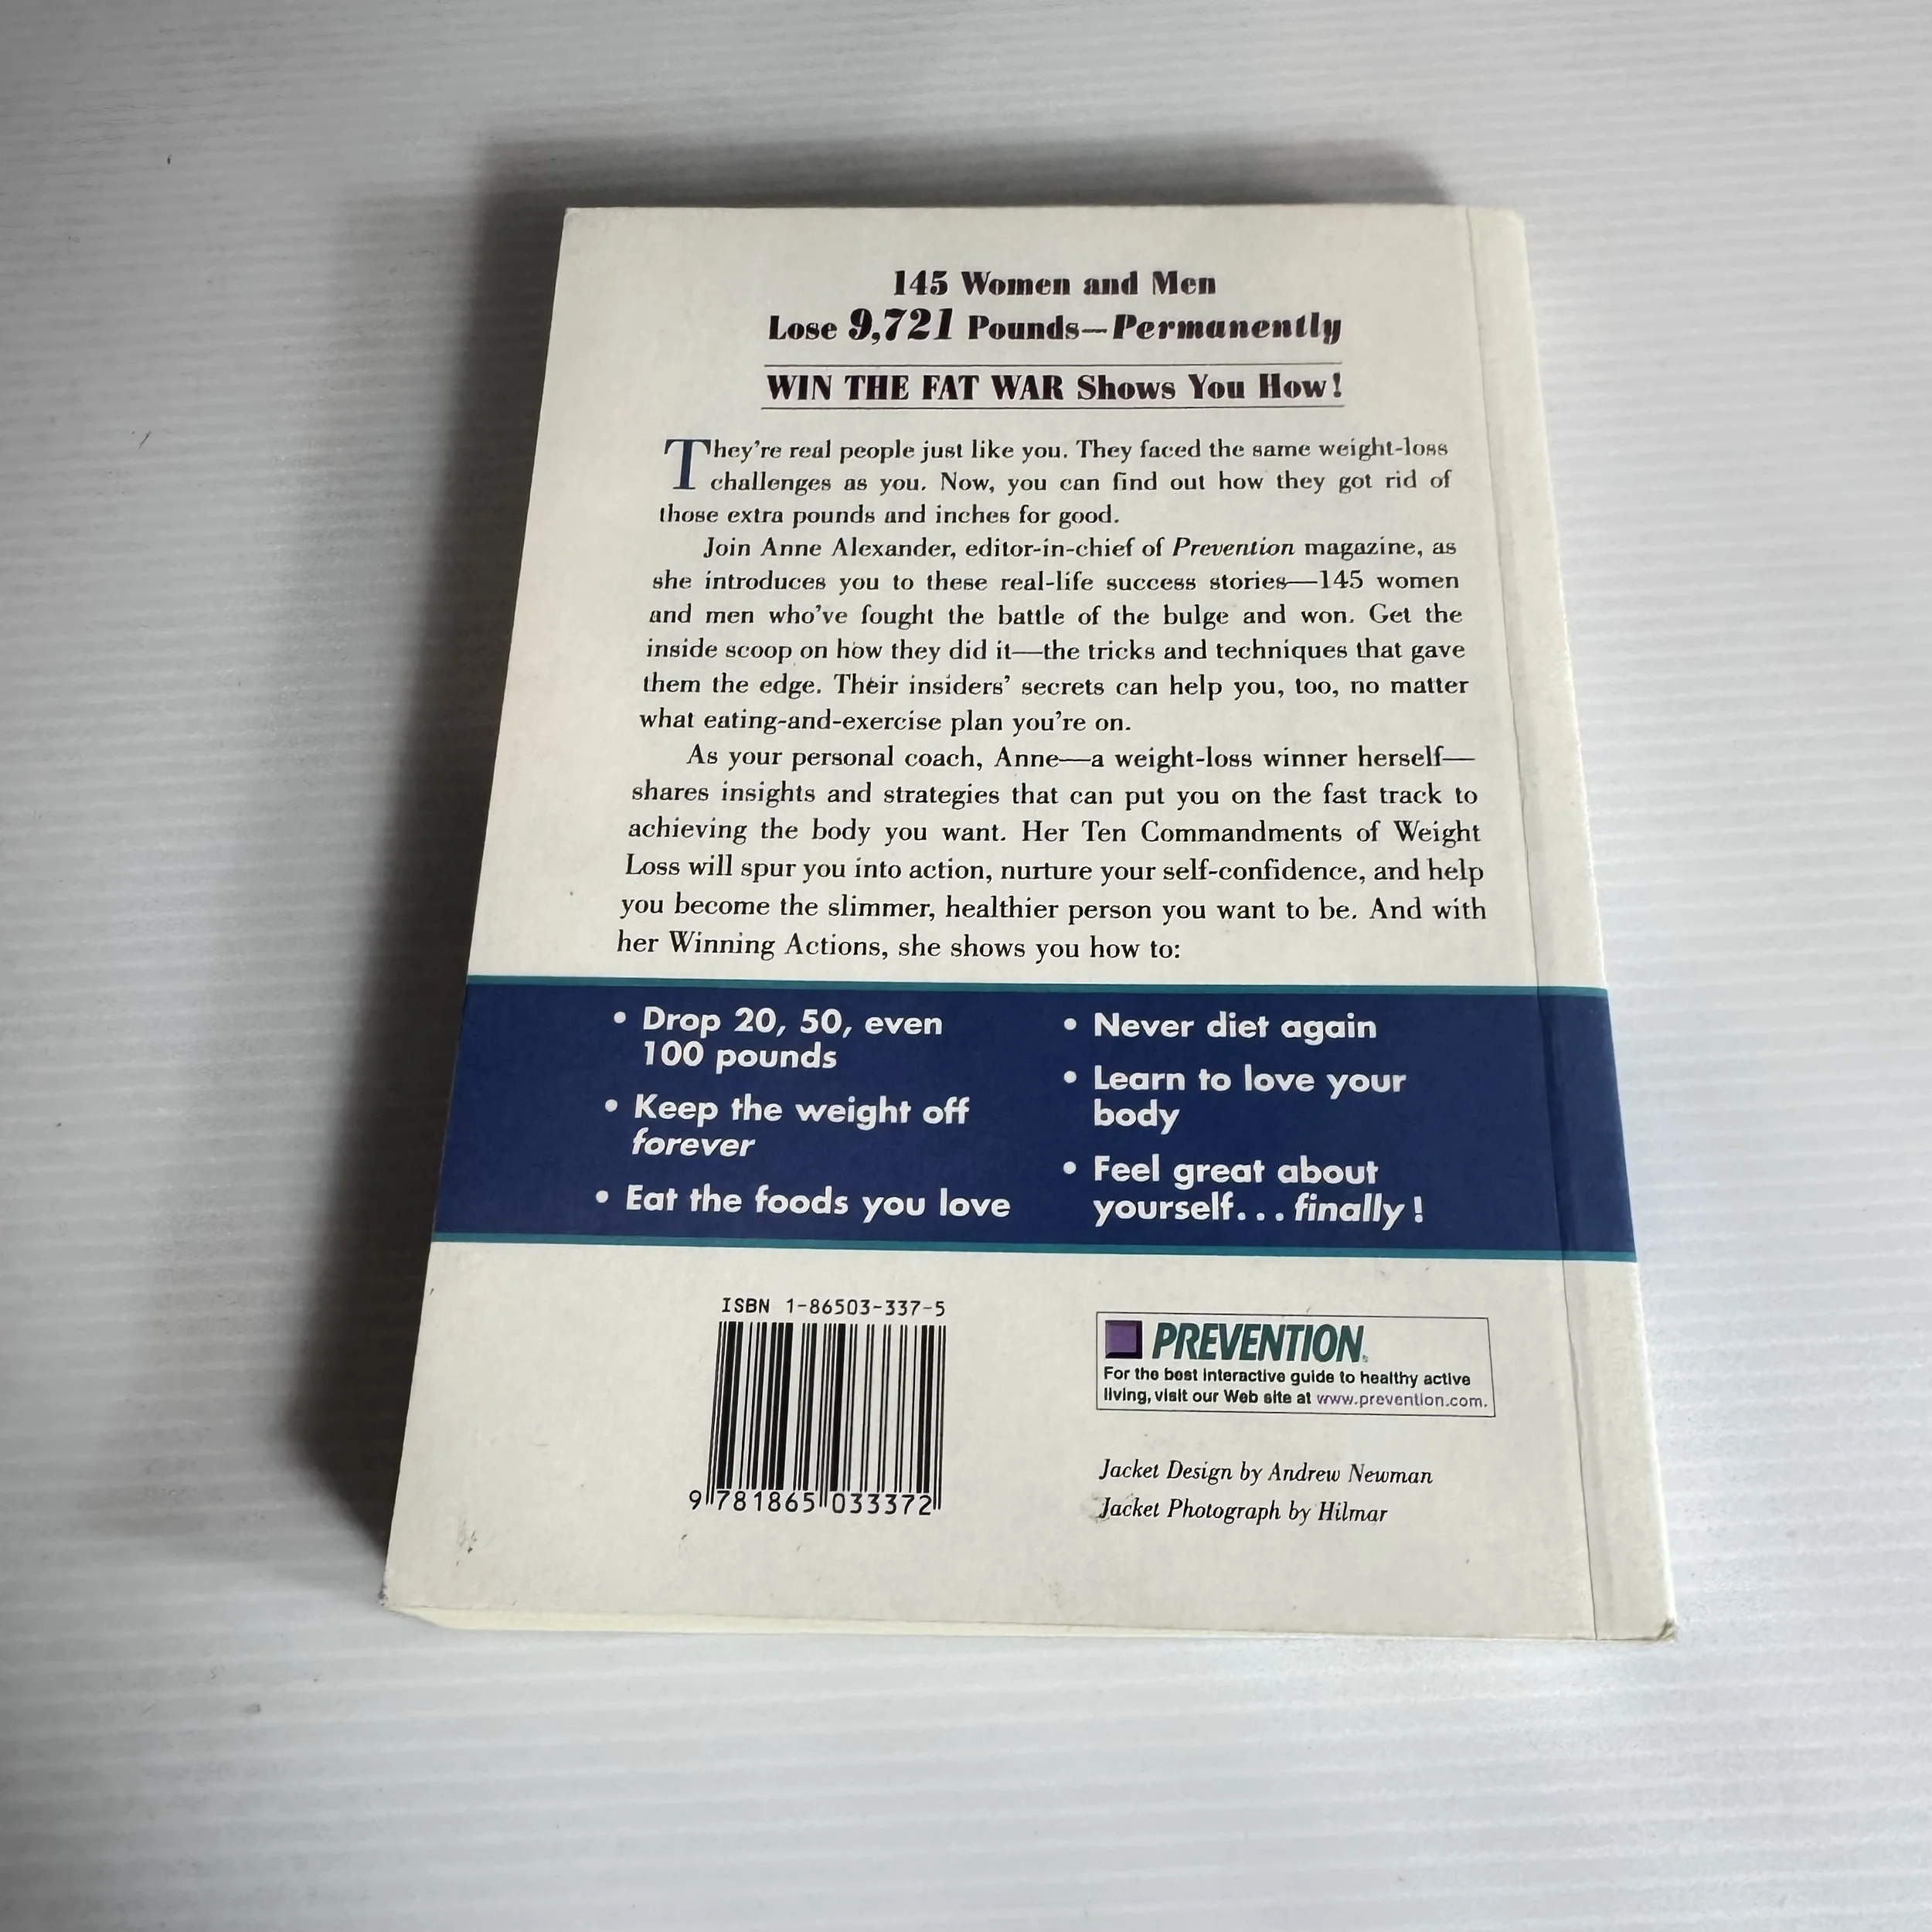 145 Women and Men
Lose 9,721 Pounds—Permanently
WIN THE FAT WAR Shows You How!
They're real people just like you. They faced the same weight-loss
challenges as you. Now, you can find out how they got rid of
those extra pounds and inches for good.
Join Anne Alexander, editor-in-chief of Prevention magazine, as
she introduces you to these real-life success stories—145 women
and men who've fought the battle of the bulge and won. Get the
inside scoop on how they did it—the tricks and techniques that gave
them the edge. Their insiders' secrets can help you, too, no matter
what eating-and-exercise plan you're on.
As your personal coach, Anne—a weight-loss winner herself—
shares insights and strategies that can put you on the fast track to
achieving the body you want. Her Ten Commandments of Weight
Loss will spur you into action, nurture your self-confidence, and help
you become the slimmer, healthier person you want to be. And with
her Winning Actions, she shows you how to:
• Drop 20, 50, even
100 pounds
• Keep the weight off
forever
• Eat the foods you love
• Never diet again
• Learn to love your
body
• Feel great about
yourself... finally!
ISBN 1-86503-337-5
9 781865 033372
PREVENTION
For the best interactive guide to healthy active
living, visit our Web site at www.prevention.com.
Jacket Design by Andrew Newman
Jacket Photograph by Hilmar